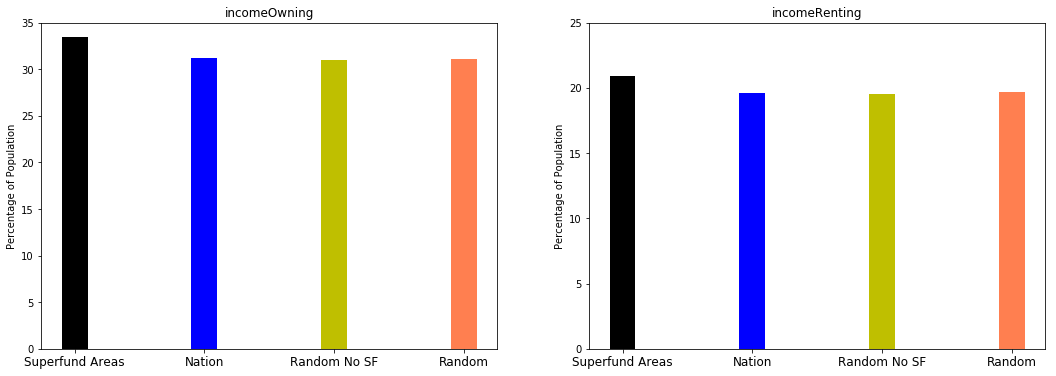 incomeOwning
Percentage of Population
35
30
25
20
15
10
5
0
Superfund Areas Nation Random No SF Random
incomeRenting
Percentage of Population
25
20
15
10
5
0
Superfund Areas Nation Random No SF Random